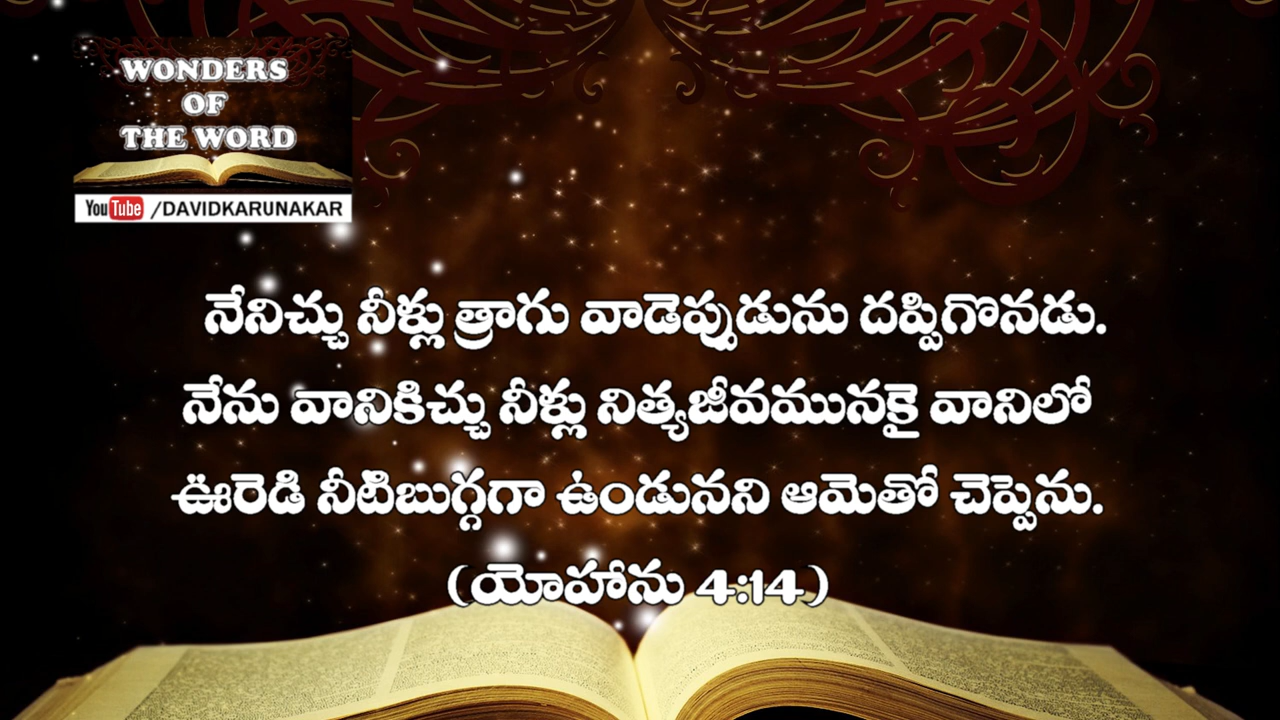 WONDERS
OF
THE WORD
YouTube /DAVIDKARUNAKAR
నేనిచ్చు నీళ్లు త్రాగు వాడెప్పుడును దప్పిగొనడు.
నేను వానికిచ్చు నీళ్లు నిత్యజీవమునకై వానిలో
ఊరెడి నీటిబుగ్గగా ఉండునని ఆమెతో చెప్పెను.
(యోహాను 4:14)